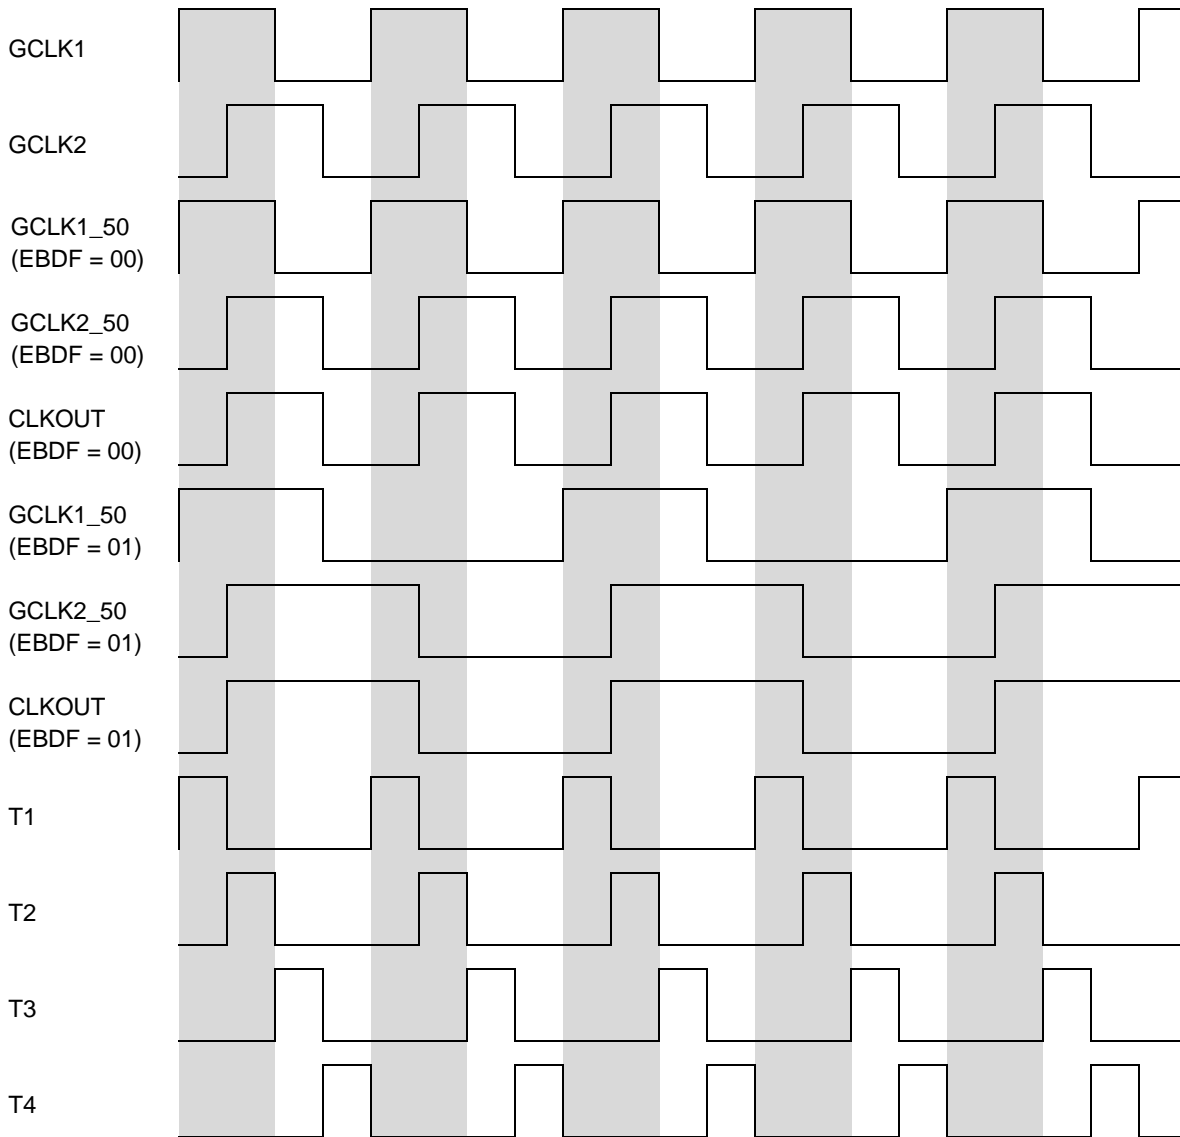 GCLK1
GCLK2
GCLK1_50
(EBDF = 00)
GCLK2_50
(EBDF = 00)
CLKOUT
(EBDF = 00)
GCLK1_50
(EBDF = 01)
GCLK2_50
(EBDF = 01)
CLKOUT
(EBDF = 01)
T1
T2
T3
T4